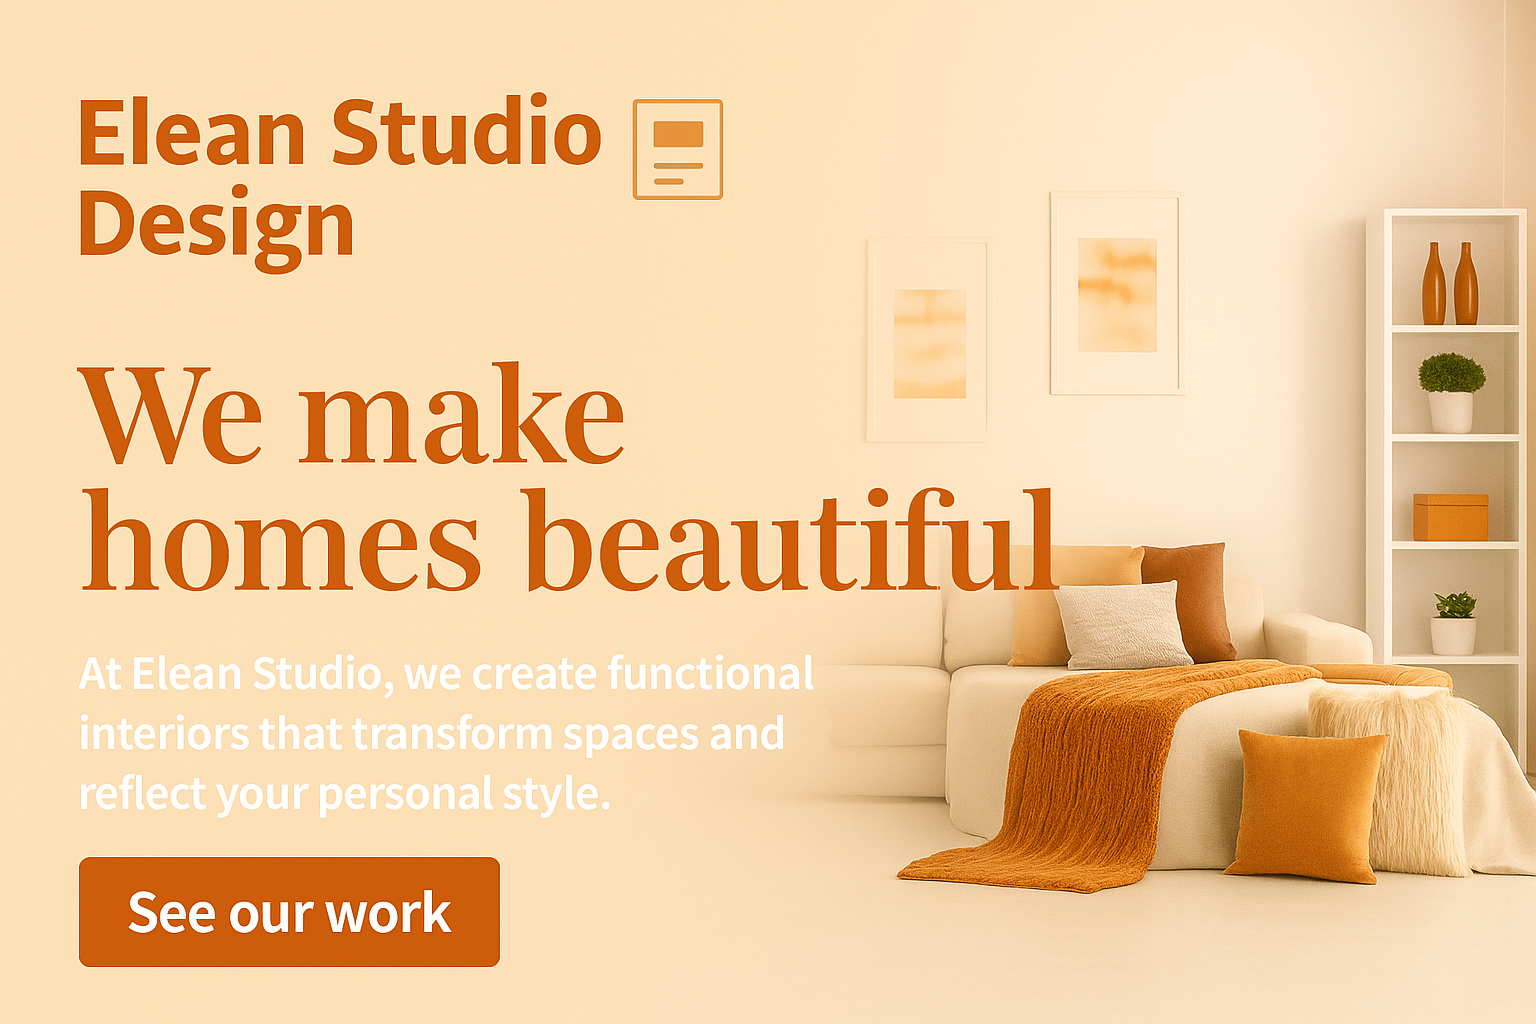 Elean Studio
Design
We make
homes beautiful
At Elean Studio, we create functional
interiors that transform spaces and
reflect your personal style.
See our work